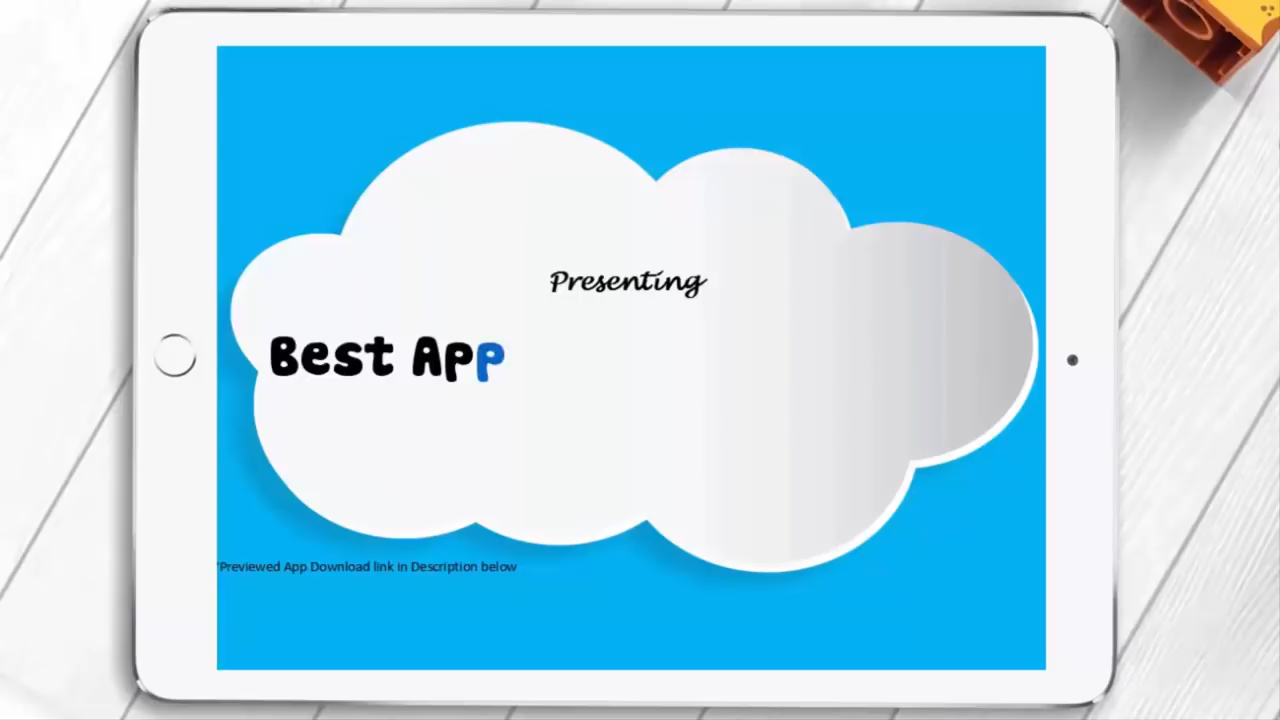 Presenting
Best App
'Previewed App Download link in Description below